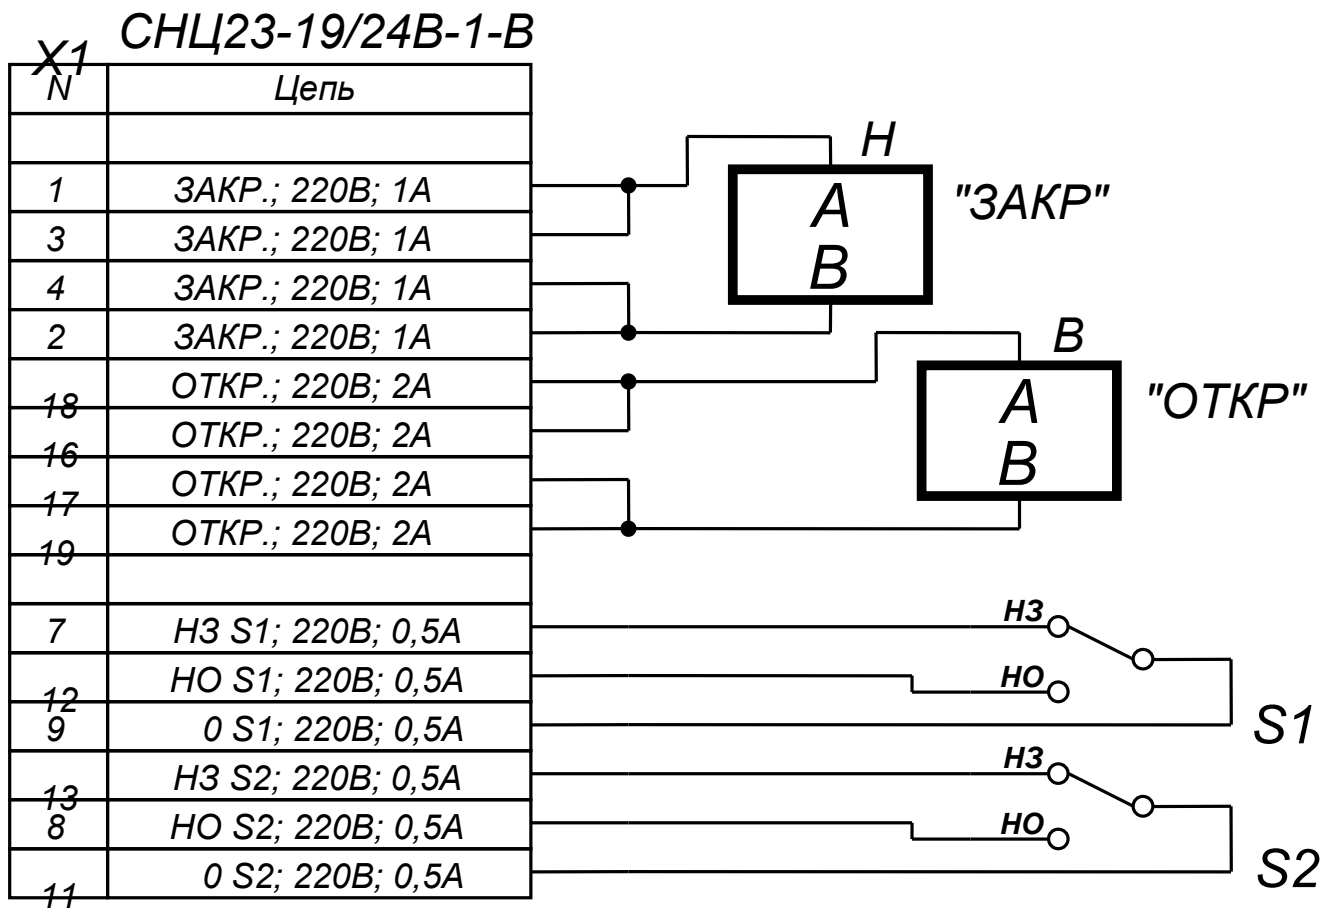 СНЦ23-19/24В-1-В
X1
N Цепь
1 ЗАКР.; 220В; 1А
3 ЗАКР.; 220В; 1А
4 ЗАКР.; 220В; 1А
2 ЗАКР.; 220В; 1А
18 ОТКР.; 220В; 2А
16 ОТКР.; 220В; 2А
17 ОТКР.; 220В; 2А
19 ОТКР.; 220В; 2А
7 НЗ S1; 220В; 0,5А
12 НО S1; 220В; 0,5А
9 0 S1; 220В; 0,5А
13 НЗ S2; 220В; 0,5А
8 НО S2; 220В; 0,5А
11 0 S2; 220В; 0,5А
Н
А
В
"ЗАКР"
В
А
В
"ОТКР"
НЗ
НО
S1
НЗ
НО
S2